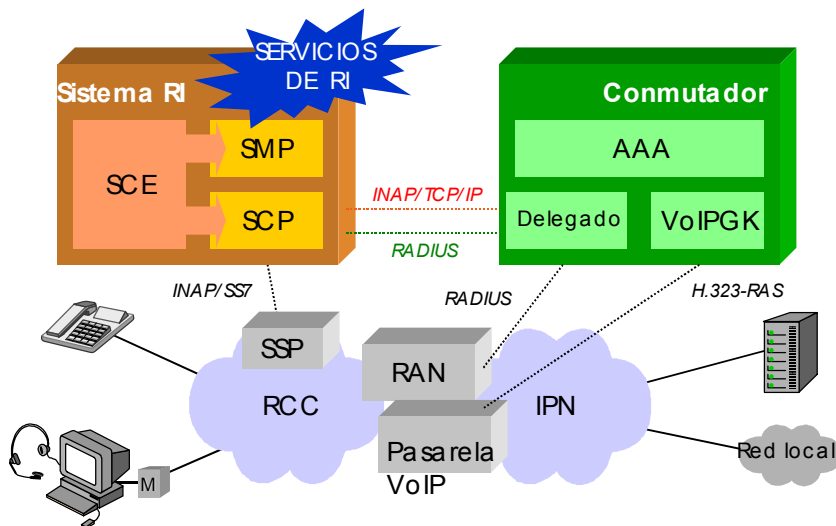 SERVICIOS
DE RI
Sistema RI
Conmutador
SCE
SMP
SCP
AAA
Delegado
VoIPGK
INAP/TCP/IP
RADIUS
INAP/SS7
RADIUS
H.323-RAS
SSP
RAN
RCC
IPN
Pasarela
VoIP
M
Red local